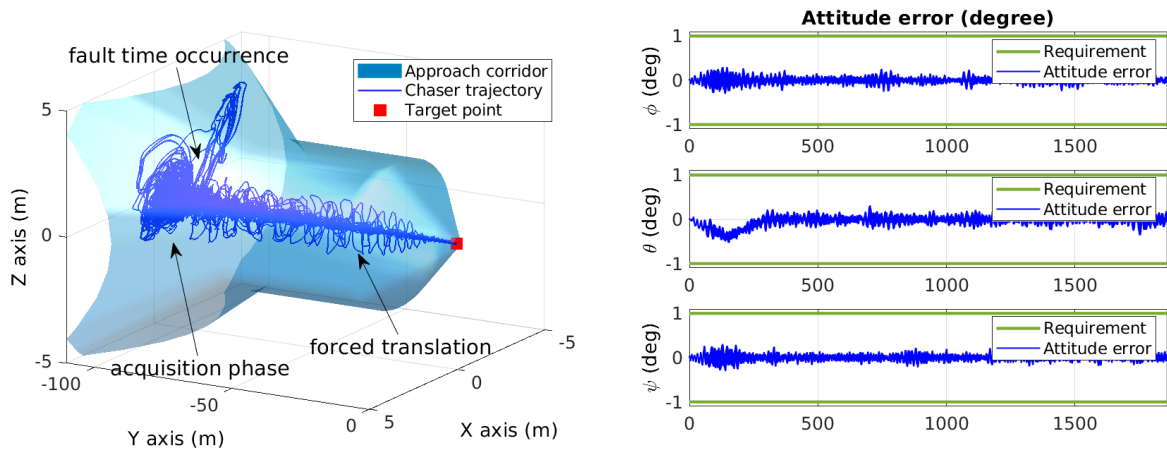 fault time occurrence
Approach corridor
Chaser trajectory
Target point
5
0
-5
Z axis (m)
acquisition phase
forced translation
-100
-50
0
Y axis (m)
5
0
-5
X axis (m)
Attitude error (degree)
1
0
-1
ϕ (deg)
Requirement
Attitude error
0
500
1000
1500
1
0
-1
θ (deg)
Requirement
Attitude error
0
500
1000
1500
1
0
-1
ψ (deg)
Requirement
Attitude error
0
500
1000
1500